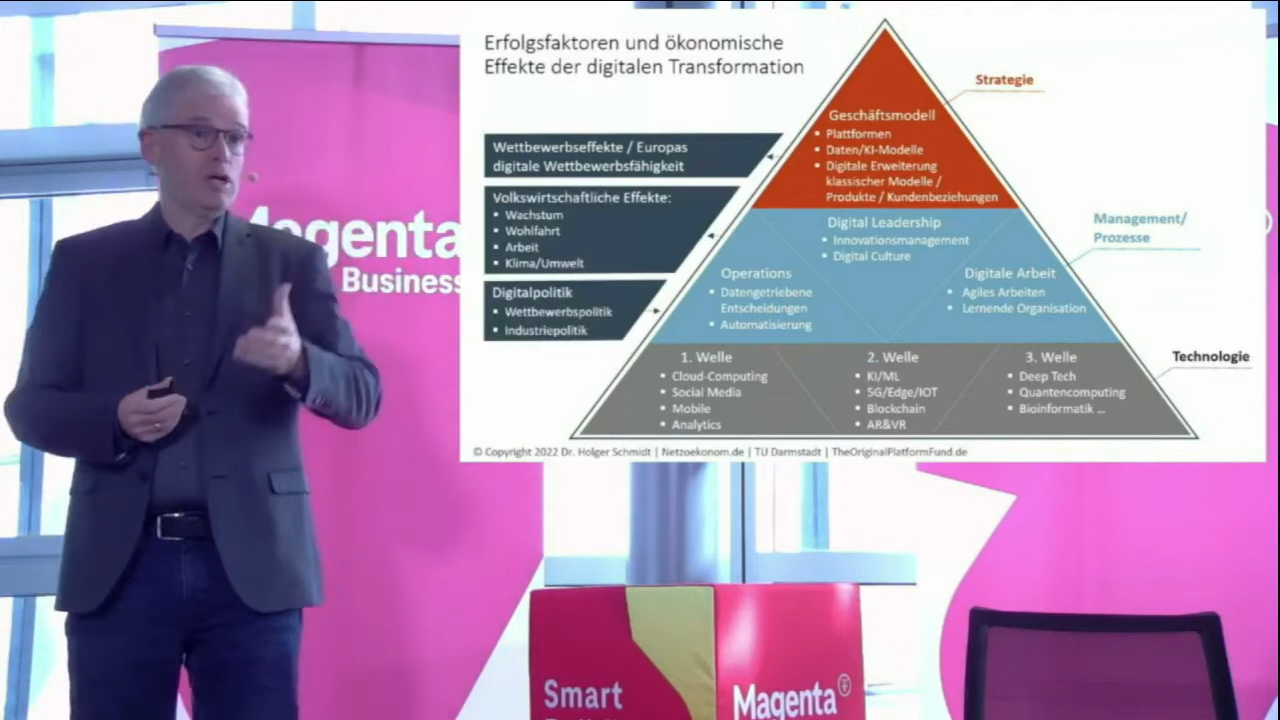 Erfolgsfaktoren und ökonomische
Effekte der digitalen Transformation
Strategie
Geschäftsmodell
▪ Plattformen
▪ Daten/KI-Modelle
▪ Digitale Erweiterung
klassischer Modelle /
Produkte / Kundenbeziehungen
Wettbewerbseffekte / Europas
digitale Wettbewerbsfähigkeit
Volkswirtschaftliche Effekte:
▪ Wachstum
▪ Wohlfahrt
▪ Arbeit
▪ Klima/Umwelt
Digitalpolitik
▪ Wettbewerbspolitik
▪ Industriepolitik
Management/
Prozesse
Digital Leadership
▪ Innovationsmanagement
▪ Digital Culture
Operations
▪ Datengetriebene
Entscheidungen
▪ Automatisierung
Digitale Arbeit
▪ Agiles Arbeiten
▪ Lernende Organisation
Technologie
1. Welle
▪ Cloud-Computing
▪ Social Media
▪ Mobile
▪ Analytics
2. Welle
▪ KI/ML
▪ 5G/Edge/IOT
▪ Blockchain
▪ AR&VR
3. Welle
▪ Deep Tech
▪ Quantencomputing
▪ Bioinformatik ...
© Copyright 2022 Dr. Holger Schmidt | Netzoekonom.de | TU Darmstadt | TheOriginalPlatformFund.de
Magenta
Business
Smart
Magenta